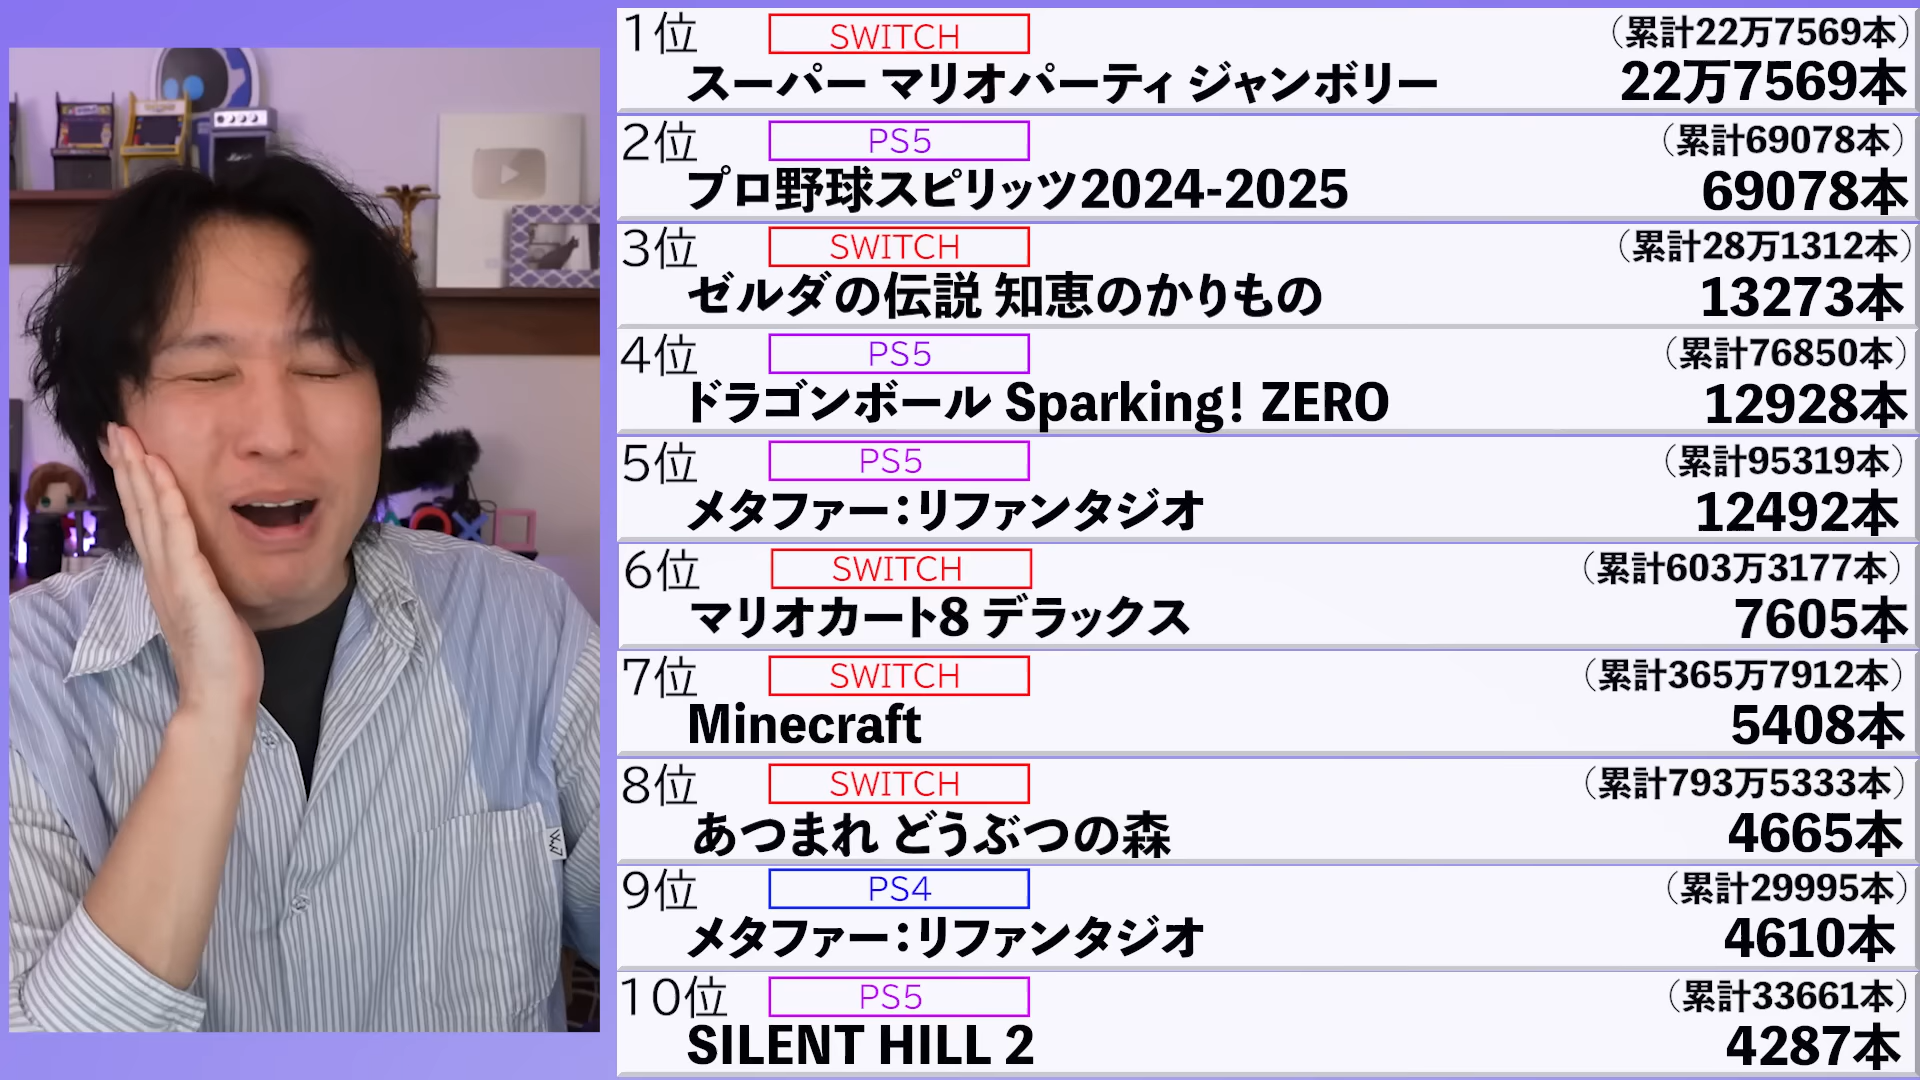 1位 SWITCH （累計22万7569本）
スーパー マリオパーティ ジャンボリー 22万7569本
2位 PS5 （累計69078本）
プロ野球スピリッツ2024-2025 69078本
3位 SWITCH （累計28万1312本）
ゼルダの伝説 知恵のかりもの 13273本
4位 PS5 （累計76850本）
ドラゴンボール Sparking! ZERO 12928本
5位 PS5 （累計95319本）
メタファー：リファンタジオ 12492本
6位 SWITCH （累計603万3177本）
マリオカート8 デラックス 7605本
7位 SWITCH （累計365万7912本）
Minecraft 5408本
8位 SWITCH （累計793万5333本）
あつまれ どうぶつの森 4665本
9位 PS4 （累計29995本）
メタファー：リファンタジオ 4610本
10位 PS5 （累計33661本）
SILENT HILL 2 4287本